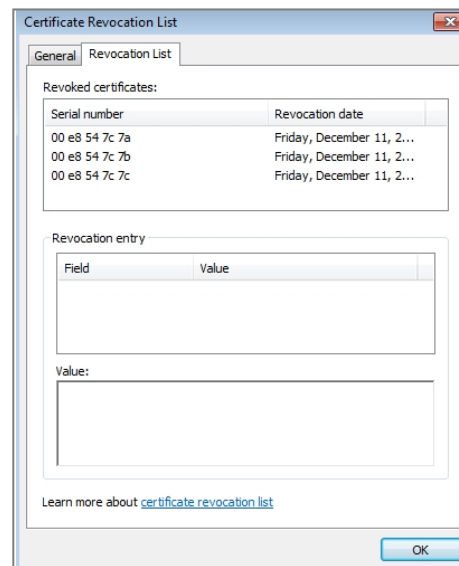 Certificate Revocation List
General Revocation List
Revoked certificates:
Serial number Revocation date
00 e8 54 7c 7a Friday, December 11, 2...
00 e8 54 7c 7b Friday, December 11, 2...
00 e8 54 7c 7c Friday, December 11, 2...
Revocation entry
Field Value
Value:
Learn more about certificate revocation list
OK